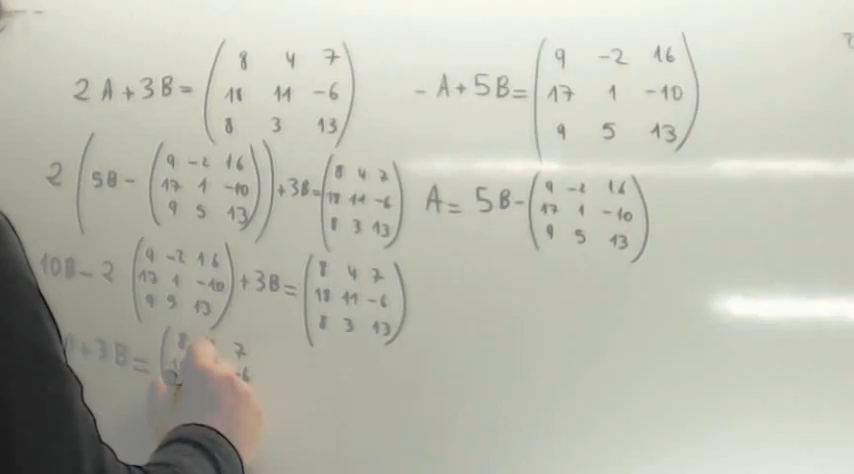 2A+3B= (8 4 7
18 11 -6
8 3 13)
-A+5B= (9 -2 16
17 1 -10
9 5 13)
2 (5B- (9 -2 16
17 1 -10
9 5 13)) +3B= (8 4 7
18 11 -6
8 3 13)
A= 5B- (9 -2 16
17 1 -10
9 5 13)
10B-2 (9 -2 16
17 1 -10
9 5 13) +3B= (8 4 7
18 11 -6
8 3 13)
+3B= (8 7
-6